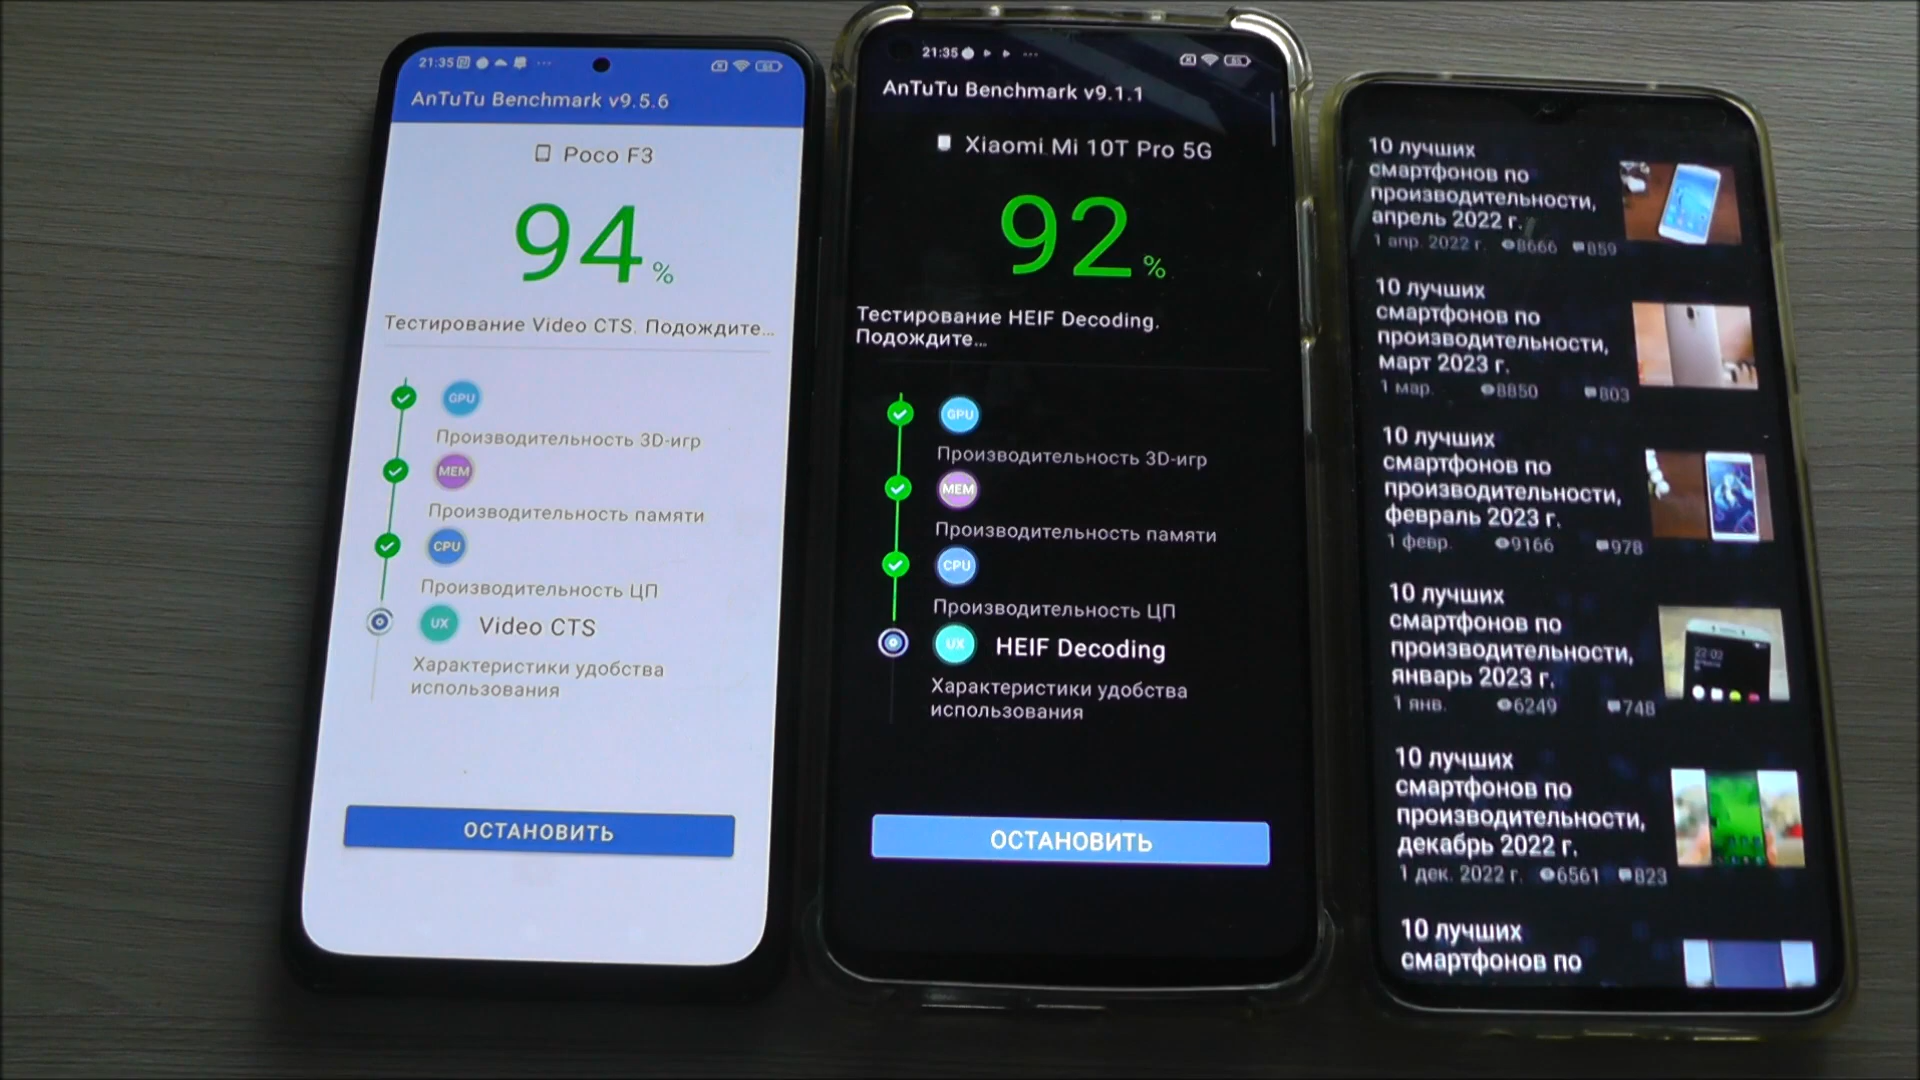 21:35
AnTuTu Benchmark v9.5.6
Poco F3
94%
Тестирование Video CTS. Подождите...
GPU
Производительность 3D-игр
MEM
Производительность памяти
CPU
Производительность ЦП
UX Video CTS
Характеристики удобства
использования
ОСТАНОВИТЬ
21:35
AnTuTu Benchmark v9.1.1
Xiaomi Mi 10T Pro 5G
92%
Тестирование HEIF Decoding.
Подождите...
GPU
Производительность 3D-игр
MEM
Производительность памяти
CPU
Производительность ЦП
UX HEIF Decoding
Характеристики удобства
использования
ОСТАНОВИТЬ
10 лучших
смартфонов по
производительности,
апрель 2022 г.
1 апр. 2022 г. 8666 859
10 лучших
смартфонов по
производительности,
март 2023 г.
1 мар. 8850 803
10 лучших
смартфонов по
производительности,
февраль 2023 г.
1 февр. 9166 978
10 лучших
смартфонов по
производительности,
январь 2023 г.
1 янв. 6249 748
10 лучших
смартфонов по
производительности,
декабрь 2022 г.
1 дек. 2022 г. 6561 823
10 лучших
смартфонов по